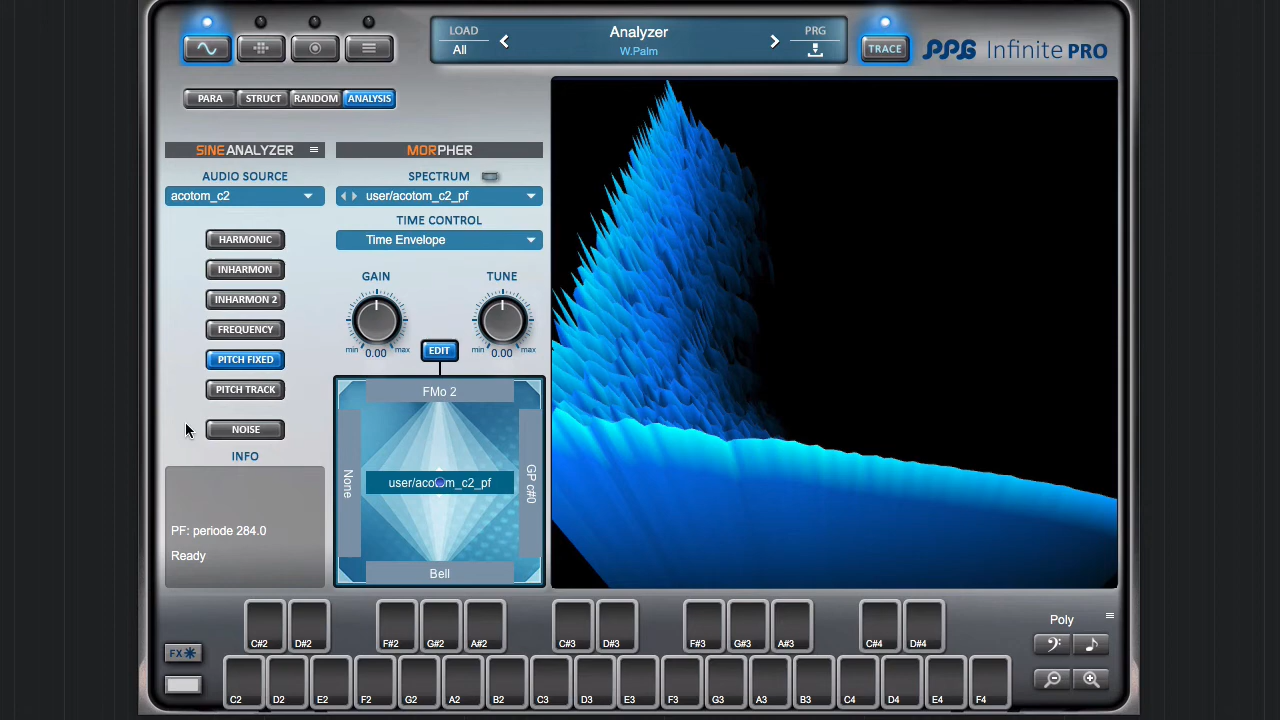 LOAD
All
Analyzer
W.Palm
PRG
TRACE
PPG Infinite PRO
PARA STRUCT RANDOM ANALYSIS
SINEANALYZER
MORPHER
AUDIO SOURCE
acotom_c2
SPECTRUM
user/acotom_c2_pf
TIME CONTROL
Time Envelope
HARMONIC
INHARMON
INHARMON 2
FREQUENCY
PITCH FIXED
PITCH TRACK
NOISE
GAIN
TUNE
min 0.00 max
min 0.00 max
EDIT
FMo 2
None
user/acotom_c2_pf
GP c#0
Bell
INFO
PF: periode 284.0
Ready
C#2 D#2 F#2 G#2 A#2 C#3 D#3 F#3 G#3 A#3 C#4 D#4
C2 D2 E2 F2 G2 A2 B2 C3 D3 E3 F3 G3 A3 B3 C4 D4 E4 F4
FX
Poly